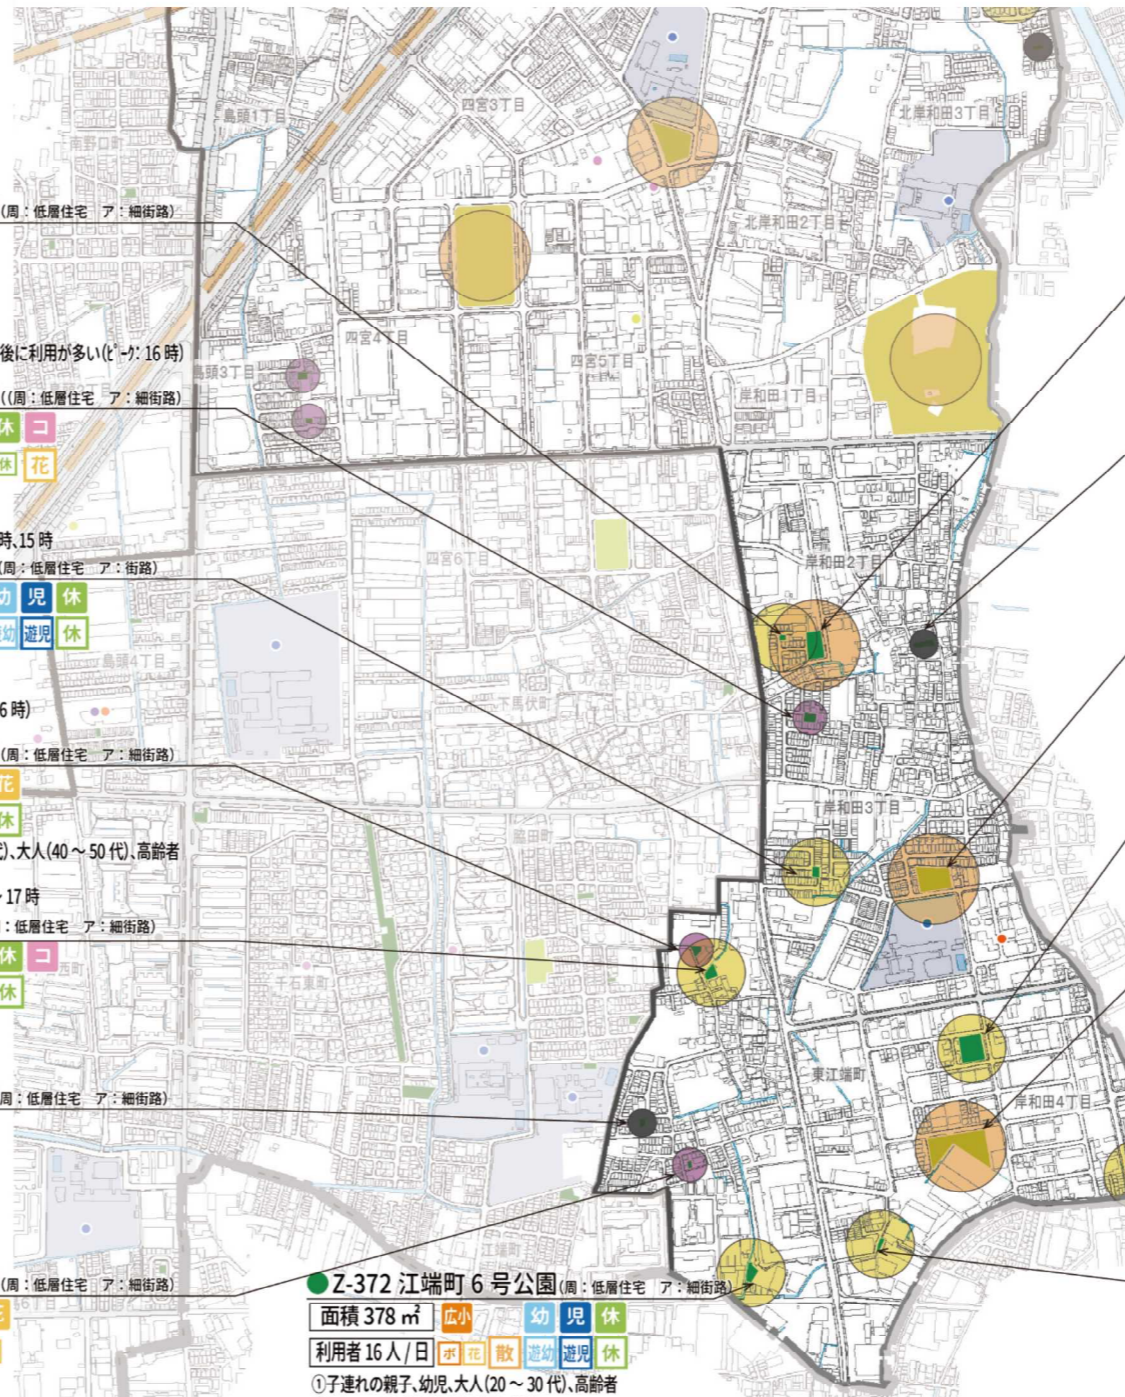 四宮3丁目
島頭1丁目
北岸和田3丁目
南野口町
(周：低層住宅　ア：細街路)
北岸和田2丁目
四宮4丁目
後に利用が多い(ピーク：16時)
四宮5丁目
島頭3丁目
((周：低層住宅　ア：細街路)
岸和田1丁目
休 コ
休 花
時、15時
四宮6丁目
岸和田2丁目
(周：低層住宅　ア：街路)
幼 児 休
遊幼 遊児 休
島頭4丁目
下馬伏町
6時)
(周：低層住宅　ア：細街路)
花
岸和田3丁目
休
脇田町
代)、大人(40～50代)、高齢者
17時
：低層住宅　ア：細街路)
休 コ
休
東江端町
周：低層住宅　ア：細街路)
岸和田4丁目
江端町
(周：低層住宅　ア：細街路)
●Z-372 江端町6号公園(周：低層住宅　ア：細街路)
面積 378 ㎡ 広小 幼 児 休
利用者 16人/日 ボ 花 散 遊幼 遊児 休
①子連れの親子、幼児、大人(20～30代)、高齢者